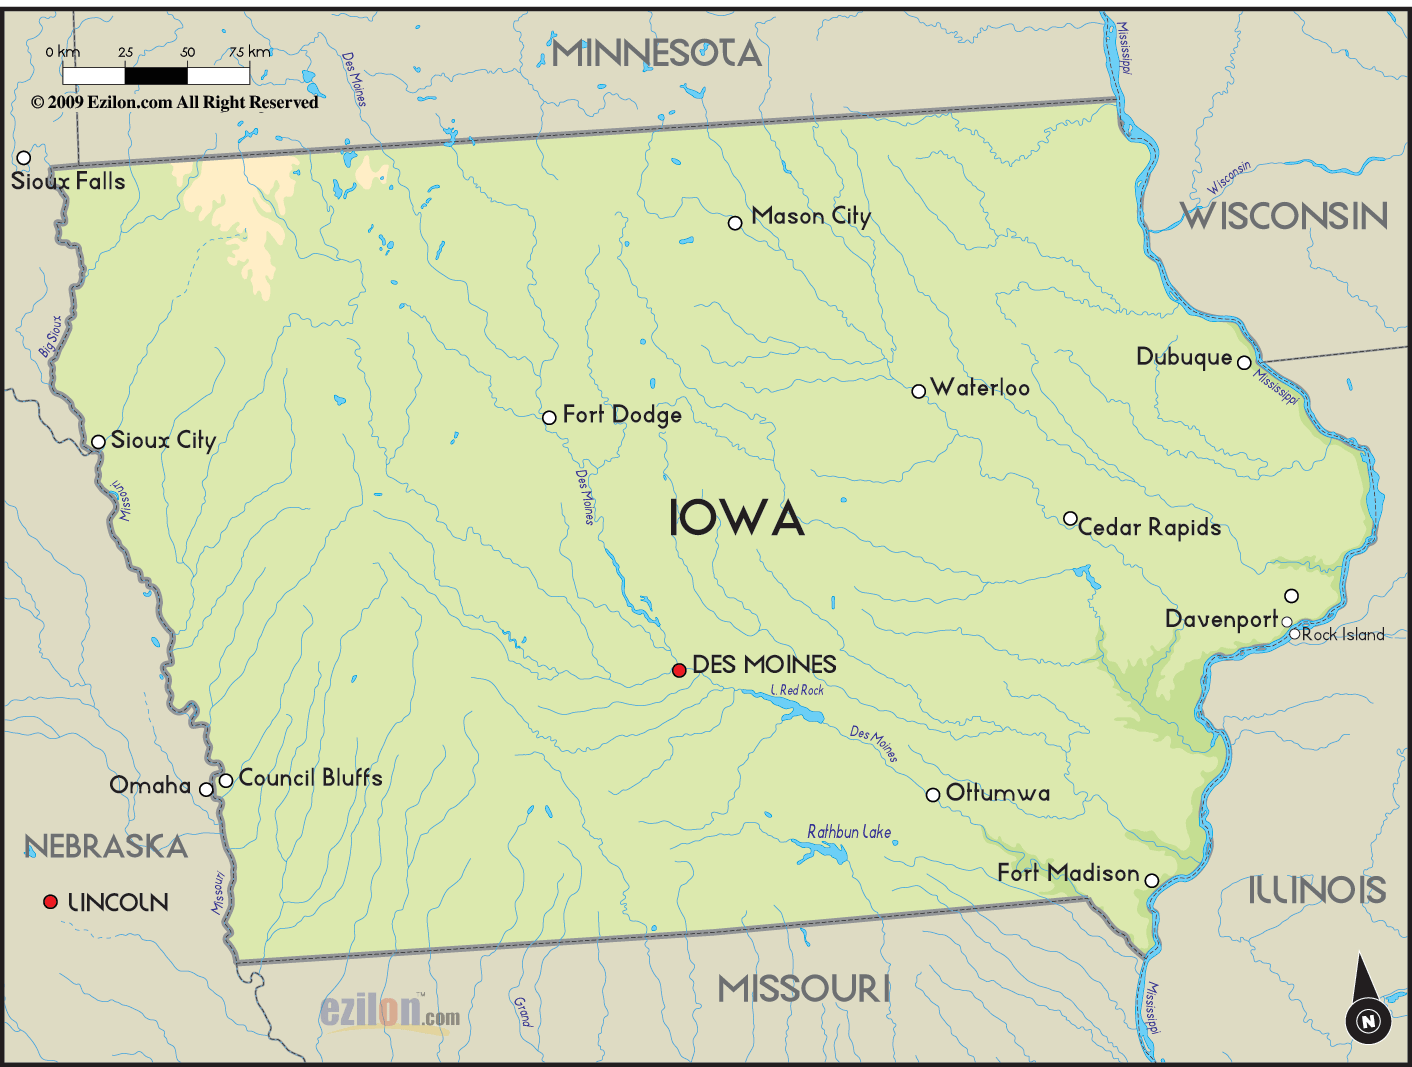 MINNESOTA
0 km 25 50 75 km
© 2009 Ezilon.com All Right Reserved
Des Moines
Mississippi
Sioux Falls
Wisconsin
WISCONSIN
Mason City
Big Sioux
Dubuque
Mississippi
Waterloo
Fort Dodge
Sioux City
Missouri
Des Moines
IOWA
Cedar Rapids
Davenport
Rock Island
DES MOINES
L. Red Rock
Des Moines
Omaha
Council Bluffs
Ottumwa
Rathbun Lake
NEBRASKA
LINCOLN
Missouri
Fort Madison
ILLINOIS
MISSOURI
Grand
Mississippi
ezilon.com™
N